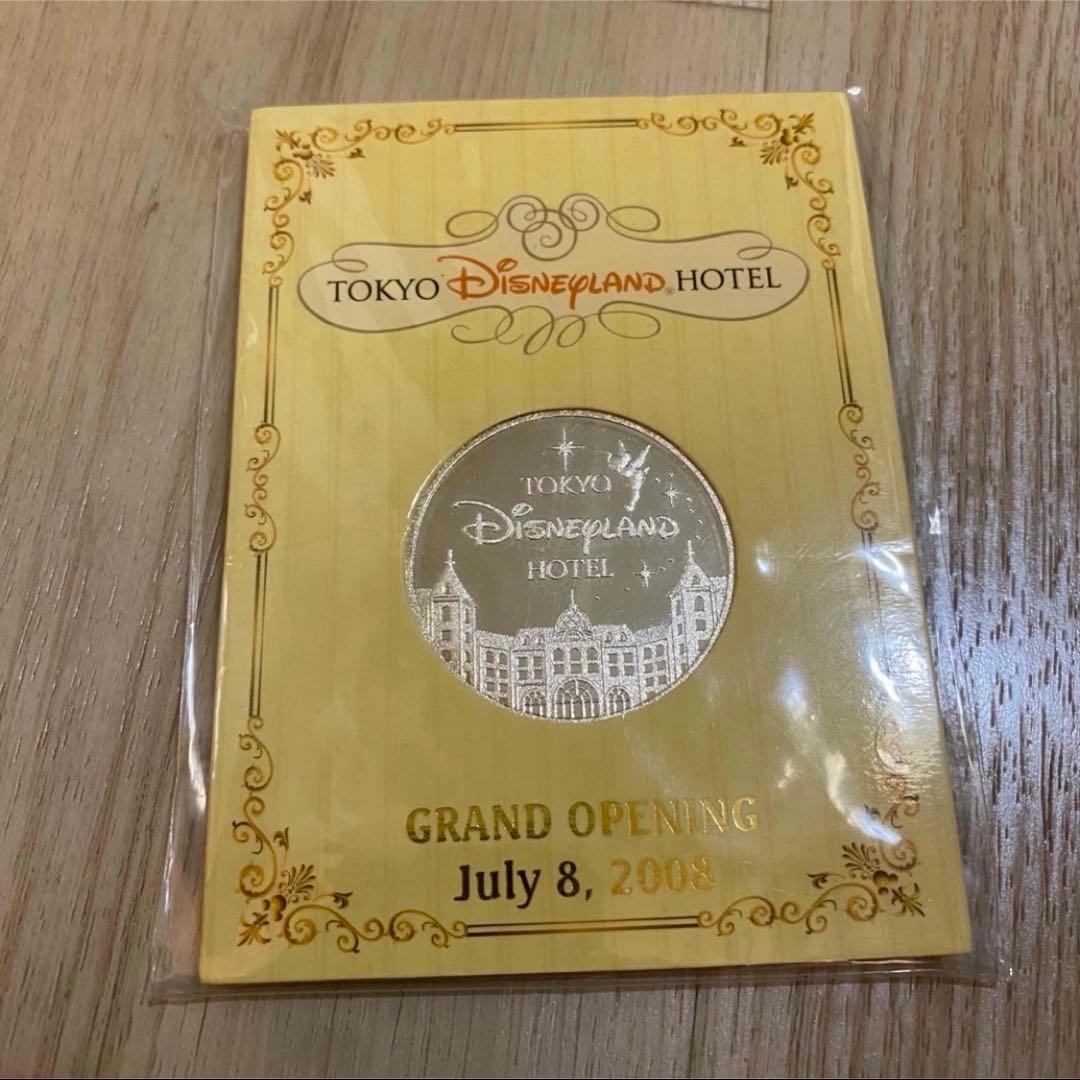 TOKYO DISNEYLAND® HOTEL
TOKYO
DISNEYLAND
HOTEL
GRAND OPENING
July 8, 2008